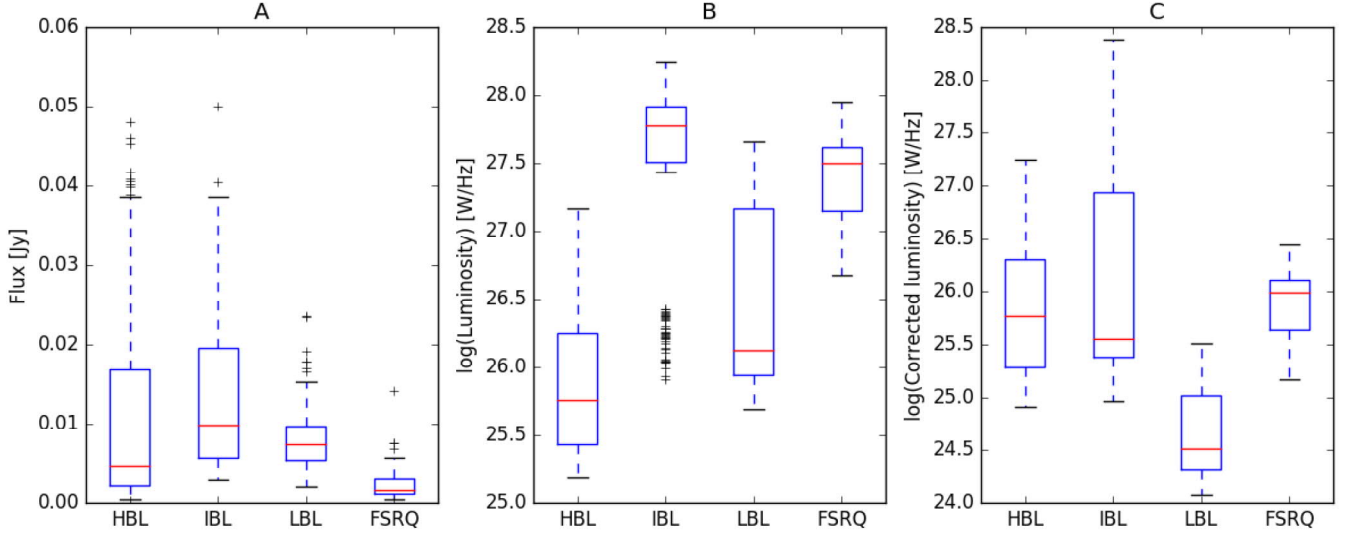 A
B
C
Flux [Jy]
0.06
0.05
0.04
0.03
0.02
0.01
0.00
HBL IBL LBL FSRQ
log(Luminosity) [W/Hz]
28.5
28.0
27.5
27.0
26.5
26.0
25.5
25.0
HBL IBL LBL FSRQ
log(Corrected luminosity) [W/Hz]
28.5
28.0
27.5
27.0
26.5
26.0
25.5
25.0
24.5
24.0
HBL IBL LBL FSRQ